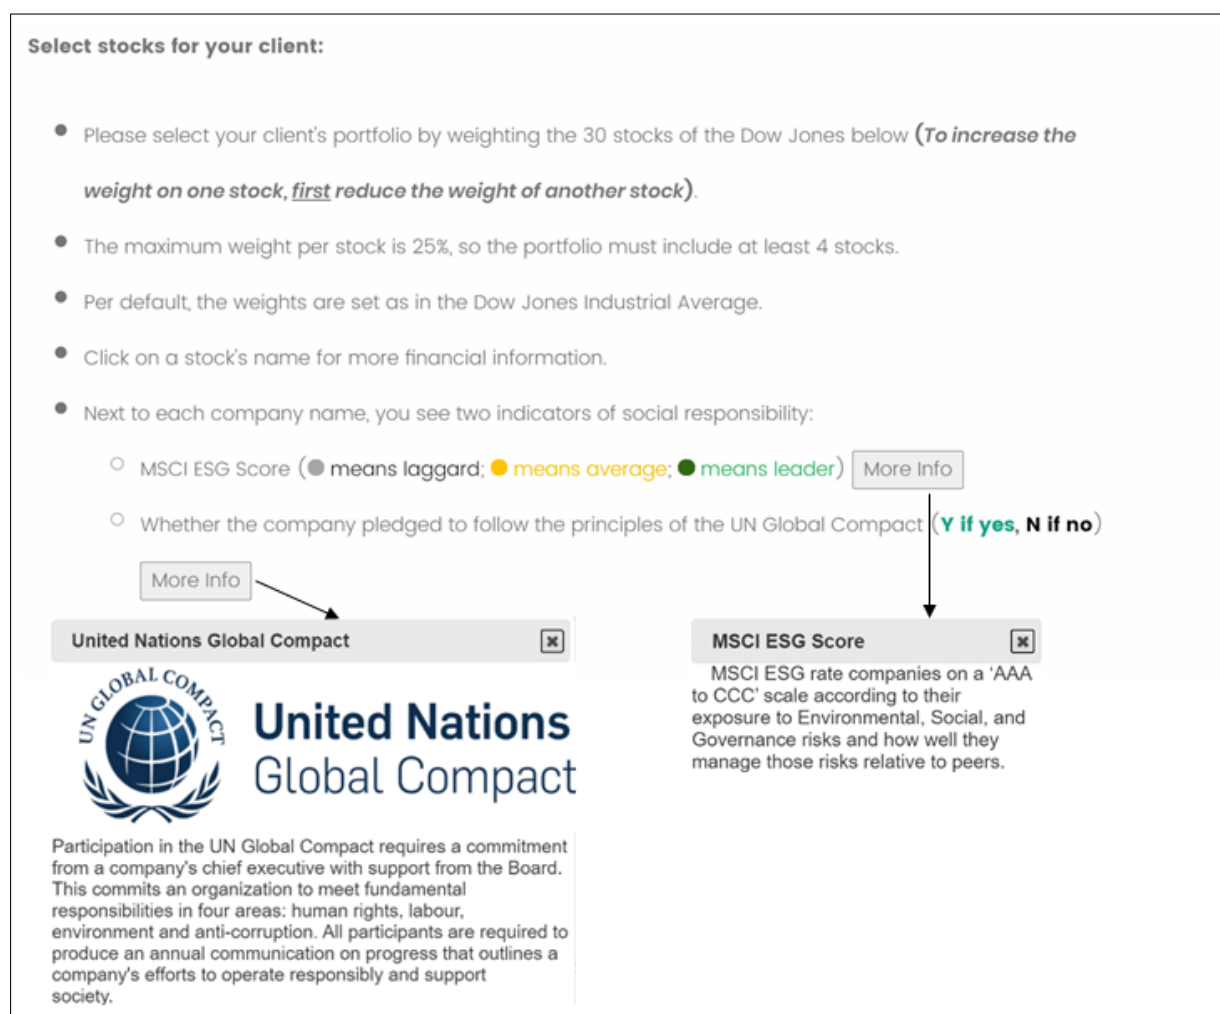 Select stocks for your client:
Please select your client's portfolio by weighting the 30 stocks of the Dow Jones below (To increase the
weight on one stock, first reduce the weight of another stock).
The maximum weight per stock is 25%, so the portfolio must include at least 4 stocks.
Per default, the weights are set as in the Dow Jones Industrial Average.
Click on a stock's name for more financial information.
Next to each company name, you see two indicators of social responsibility:
MSCI ESG Score (● means laggard; ● means average; ● means leader) More Info
Whether the company pledged to follow the principles of the UN Global Compact (Y if yes, N if no)
More Info
United Nations Global Compact
UN GLOBAL COMPACT
United Nations
Global Compact
Participation in the UN Global Compact requires a commitment
from a company's chief executive with support from the Board.
This commits an organization to meet fundamental
responsibilities in four areas: human rights, labour,
environment and anti-corruption. All participants are required to
produce an annual communication on progress that outlines a
company's efforts to operate responsibly and support
society.
MSCI ESG Score
MSCI ESG rate companies on a ‘AAA
to CCC’ scale according to their
exposure to Environmental, Social, and
Governance risks and how well they
manage those risks relative to peers.